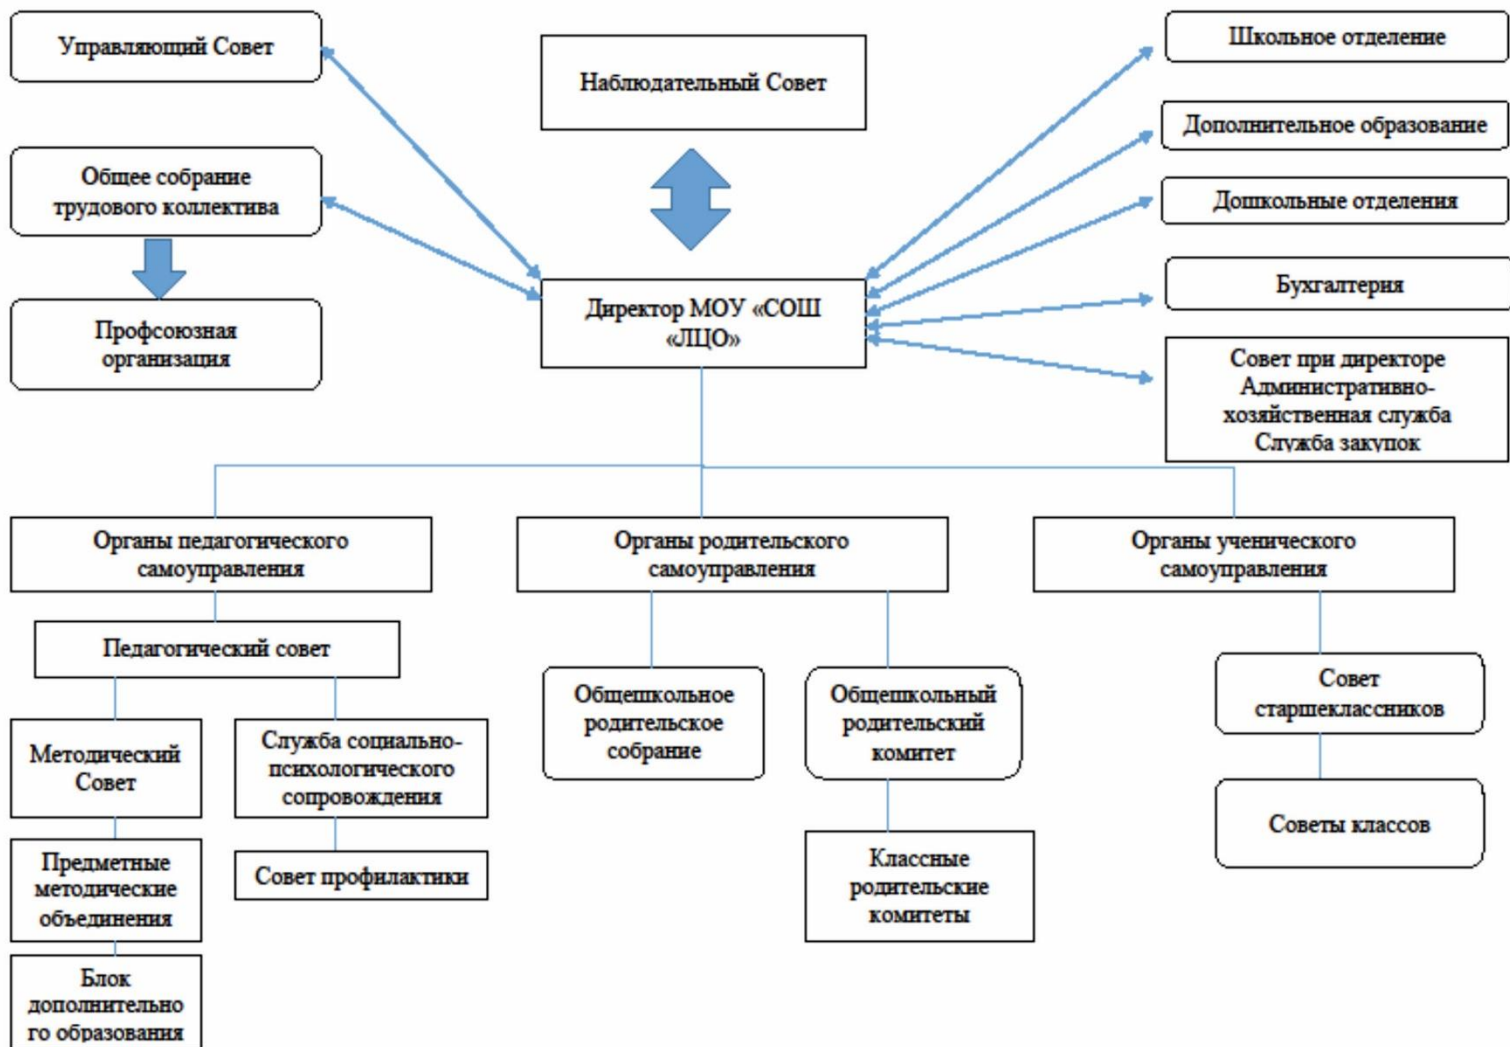 Управляющий Совет
Наблюдательный Совет
Школьное отделение
Дополнительное образование
Общее собрание
трудового коллектива
Дошкольные отделения
Бухгалтерия
Профсоюзная
организация
Директор МОУ «СОШ
«ЛЦО»
Совет при директоре
Административно-
хозяйственная служба
Служба закупок
Органы педагогического
самоуправления
Органы родительского
самоуправления
Органы ученического
самоуправления
Педагогический совет
Методический
Совет
Служба социально-
психологического
сопровождения
Предметные
методические
объединения
Совет профилактики
Блок
дополнительно
го образования
Общешкольное
родительское
собрание
Общешкольный
родительский
комитет
Классные
родительские
комитеты
Совет
старшеклассников
Советы классов